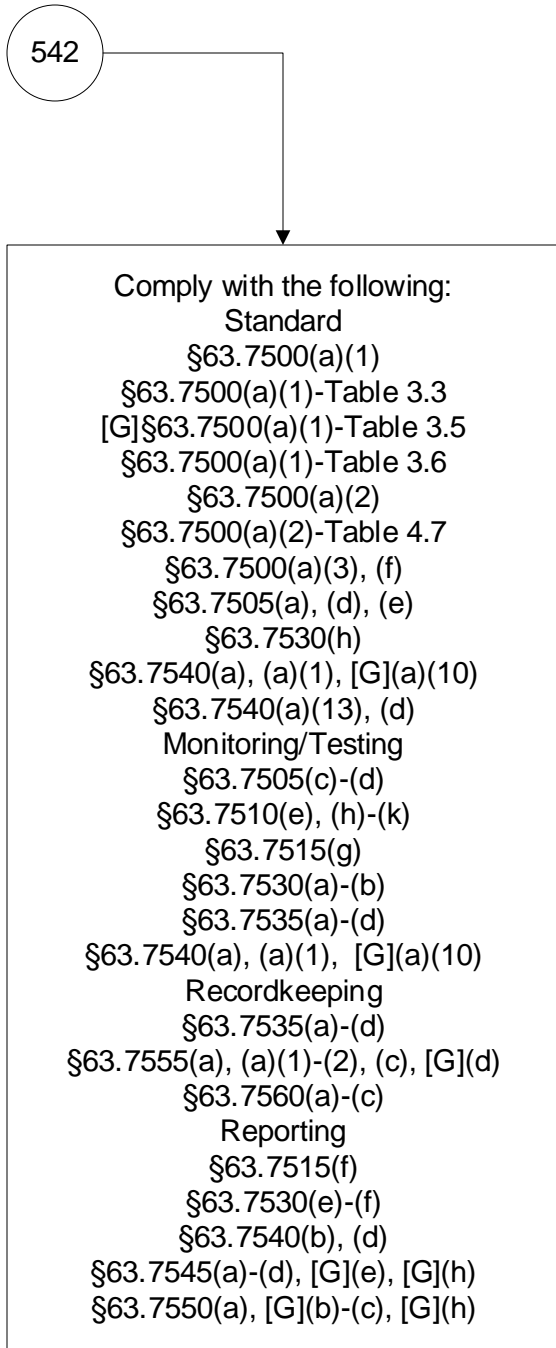 542
Comply with the following:
Standard
§63.7500(a)(1)
§63.7500(a)(1)-Table 3.3
[G]§63.7500(a)(1)-Table 3.5
§63.7500(a)(1)-Table 3.6
§63.7500(a)(2)
§63.7500(a)(2)-Table 4.7
§63.7500(a)(3), (f)
§63.7505(a), (d), (e)
§63.7530(h)
§63.7540(a), (a)(1), [G](a)(10)
§63.7540(a)(13), (d)
Monitoring/Testing
§63.7505(c)-(d)
§63.7510(e), (h)-(k)
§63.7515(g)
§63.7530(a)-(b)
§63.7535(a)-(d)
§63.7540(a), (a)(1), [G](a)(10)
Recordkeeping
§63.7535(a)-(d)
§63.7555(a), (a)(1)-(2), (c), [G](d)
§63.7560(a)-(c)
Reporting
§63.7515(f)
§63.7530(e)-(f)
§63.7540(b), (d)
§63.7545(a)-(d), [G](e), [G](h)
§63.7550(a), [G](b)-(c), [G](h)